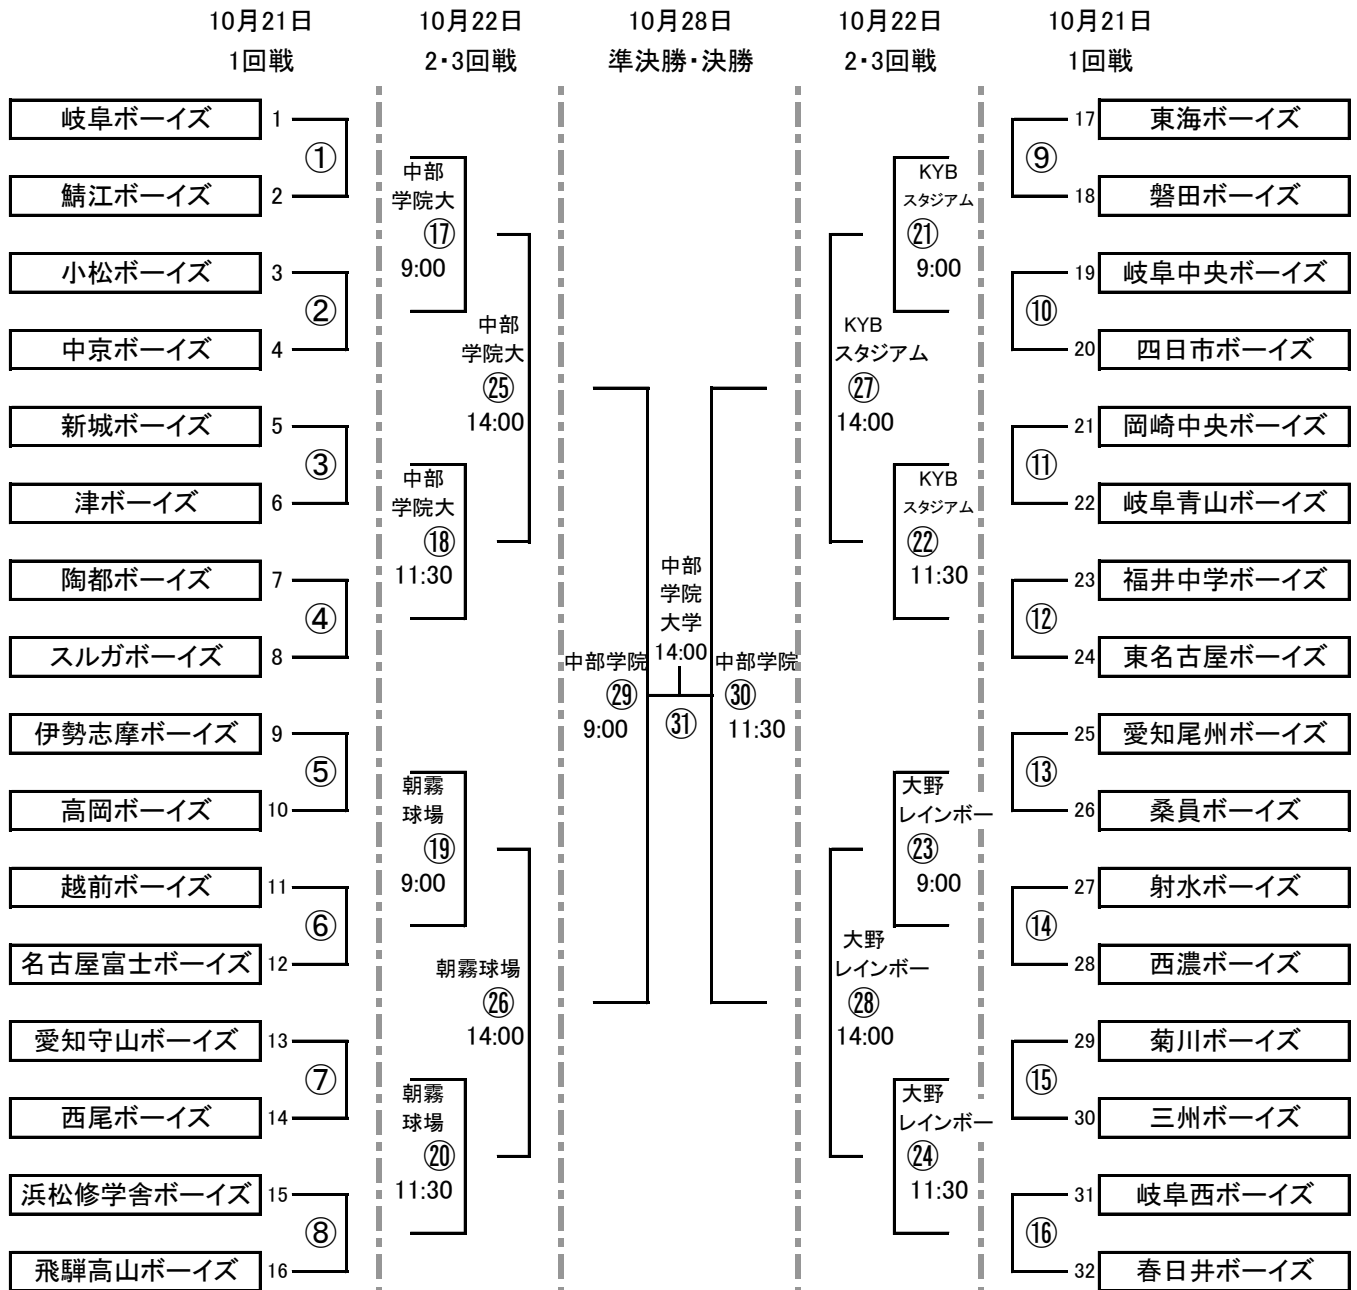 10月21日
1回戦
10月22日
2・3回戦
10月28日
準決勝・決勝
10月22日
2・3回戦
10月21日
1回戦
岐阜ボーイズ 1
①
鯖江ボーイズ 2
小松ボーイズ 3
②
中京ボーイズ 4
新城ボーイズ 5
③
津ボーイズ 6
陶都ボーイズ 7
④
スルガボーイズ 8
伊勢志摩ボーイズ 9
⑤
高岡ボーイズ 10
越前ボーイズ 11
⑥
名古屋富士ボーイズ 12
愛知守山ボーイズ 13
⑦
西尾ボーイズ 14
浜松修学舎ボーイズ 15
⑧
飛騨高山ボーイズ 16
中部
学院大
⑰
9:00
中部
学院大
⑱
11:30
朝霧
球場
⑲
9:00
朝霧
球場
⑳
11:30
中部
学院大
㉕
14:00
朝霧球場
㉖
14:00
中部学院
㉙
9:00
中部
学院
大学
14:00
㉛
中部学院
㉚
11:30
KYB
スタジアム
㉗
14:00
大野
レインボー
㉘
14:00
KYB
スタジアム
㉑
9:00
KYB
スタジアム
㉒
11:30
大野
レインボー
㉓
9:00
大野
レインボー
㉔
11:30
17 東海ボーイズ
⑨
18 磐田ボーイズ
19 岐阜中央ボーイズ
⑩
20 四日市ボーイズ
21 岡崎中央ボーイズ
⑪
22 岐阜青山ボーイズ
23 福井中学ボーイズ
⑫
24 東名古屋ボーイズ
25 愛知尾州ボーイズ
⑬
26 桑員ボーイズ
27 射水ボーイズ
⑭
28 西濃ボーイズ
29 菊川ボーイズ
⑮
30 三州ボーイズ
31 岐阜西ボーイズ
⑯
32 春日井ボーイズ